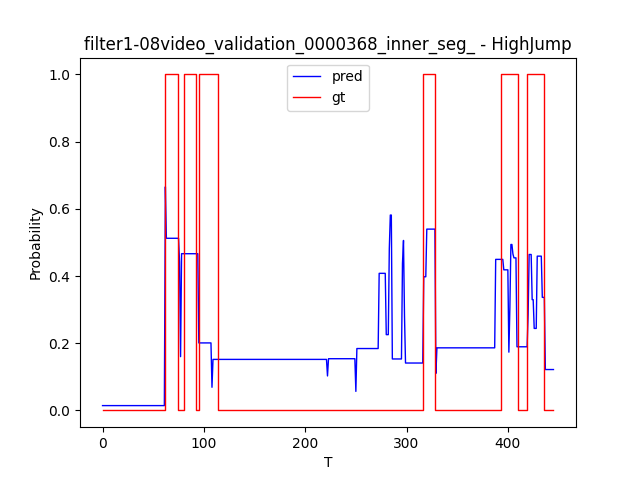 filter1-08video_validation_0000368_inner_seg_ - HighJump
pred
gt
Probability
1.0
0.8
0.6
0.4
0.2
0.0
0 100 200 300 400
T